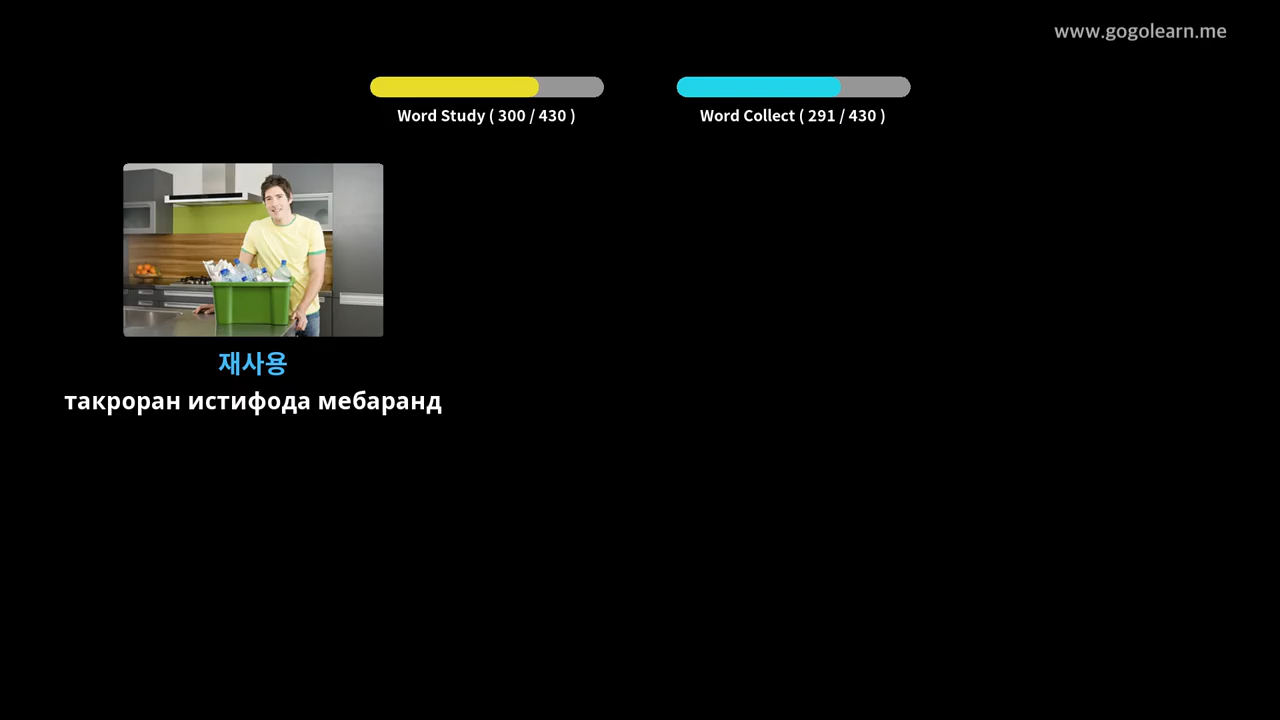 www.gogolearn.me
Word Study ( 300 / 430 )
Word Collect ( 291 / 430 )
재사용
такроран истифода мебаранд